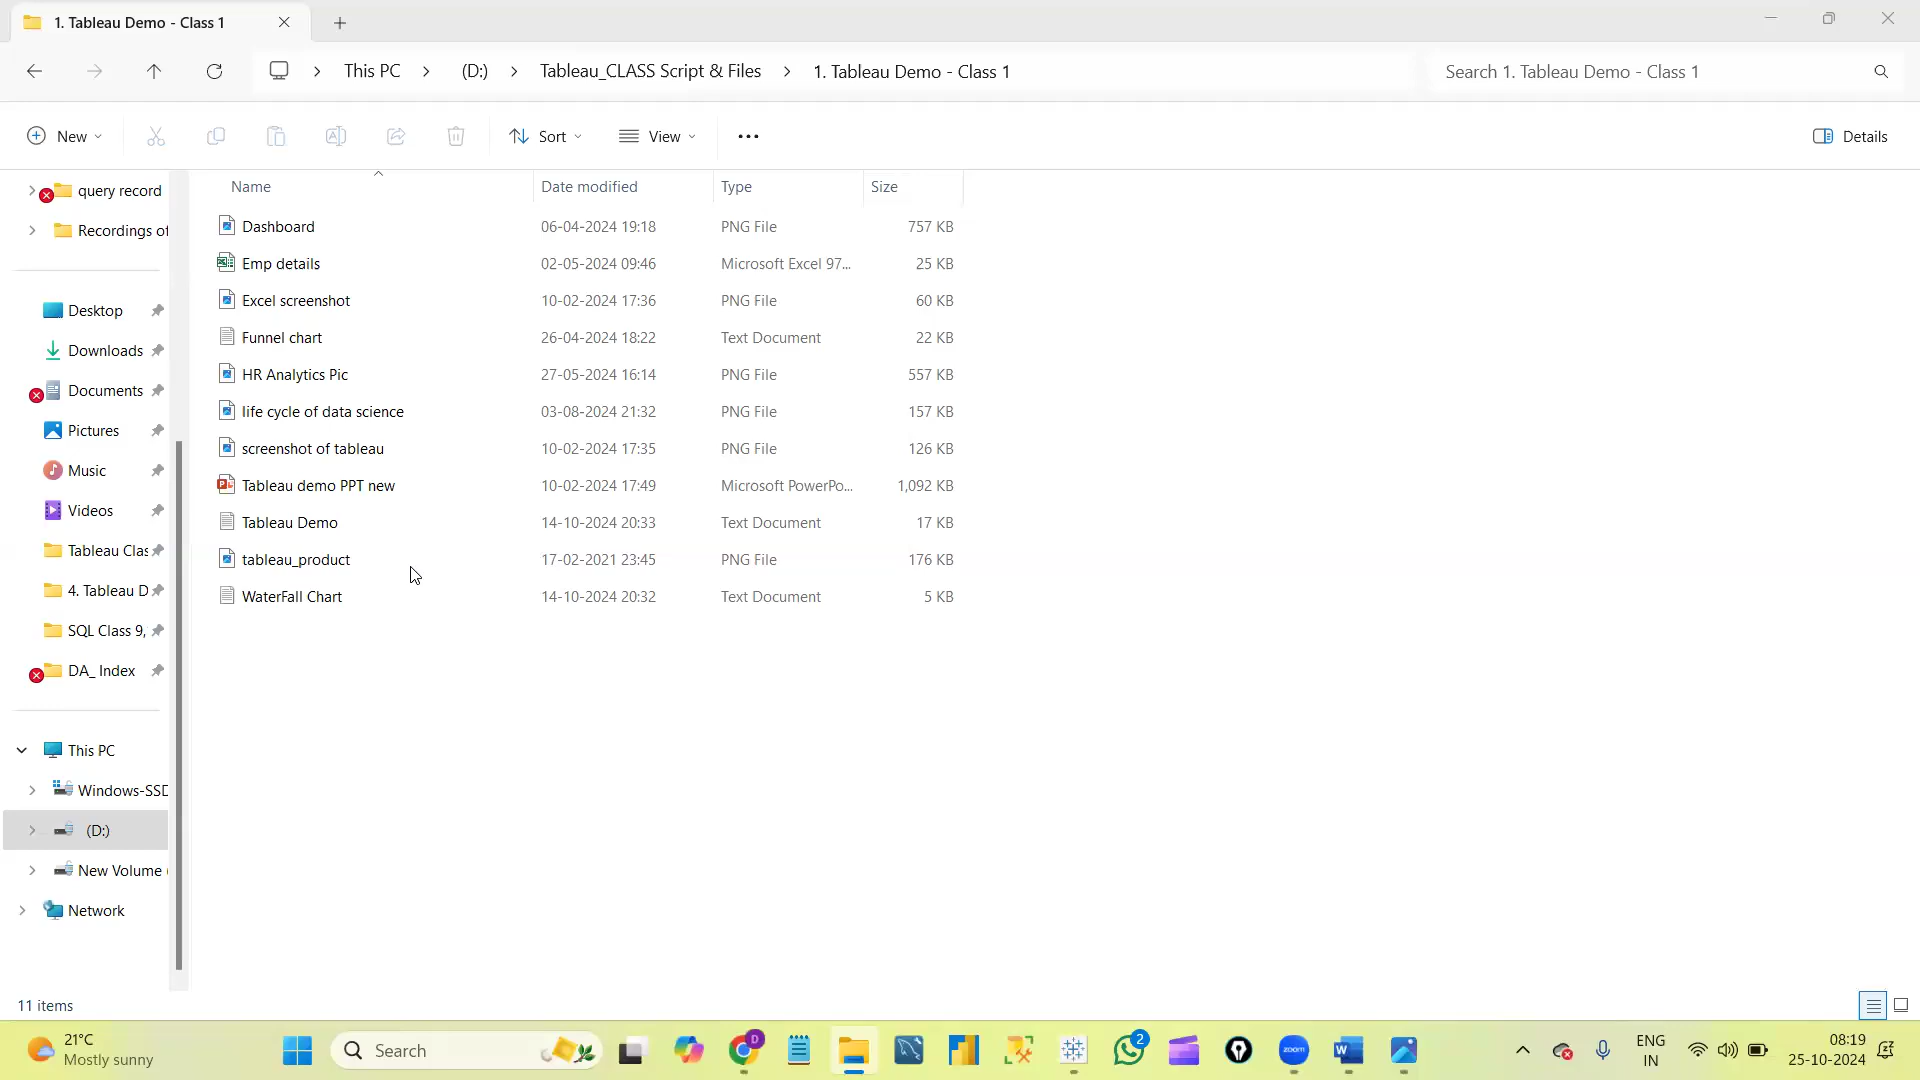 1. Tableau Demo - Class 1
This PC
(D:)
Tableau_CLASS Script & Files
1. Tableau Demo - Class 1
Search 1. Tableau Demo - Class 1
New
Sort
View
Details
query record
Recordings of
Desktop
Downloads
Documents
Pictures
Music
Videos
Tableau Clas
4. Tableau D
SQL Class 9,
DA_ Index
This PC
Windows-SSD
(D:)
New Volume
Network
Name Date modified Type Size
Dashboard 06-04-2024 19:18 PNG File 757 KB
Emp details 02-05-2024 09:46 Microsoft Excel 97... 25 KB
Excel screenshot 10-02-2024 17:36 PNG File 60 KB
Funnel chart 26-04-2024 18:22 Text Document 22 KB
HR Analytics Pic 27-05-2024 16:14 PNG File 557 KB
life cycle of data science 03-08-2024 21:32 PNG File 157 KB
screenshot of tableau 10-02-2024 17:35 PNG File 126 KB
Tableau demo PPT new 10-02-2024 17:49 Microsoft PowerPo... 1,092 KB
Tableau Demo 14-10-2024 20:33 Text Document 17 KB
tableau_product 17-02-2021 23:45 PNG File 176 KB
WaterFall Chart 14-10-2024 20:32 Text Document 5 KB
11 items
21°C
Mostly sunny
Search
D
2
zoom
W
ENG
IN
08:19
25-10-2024